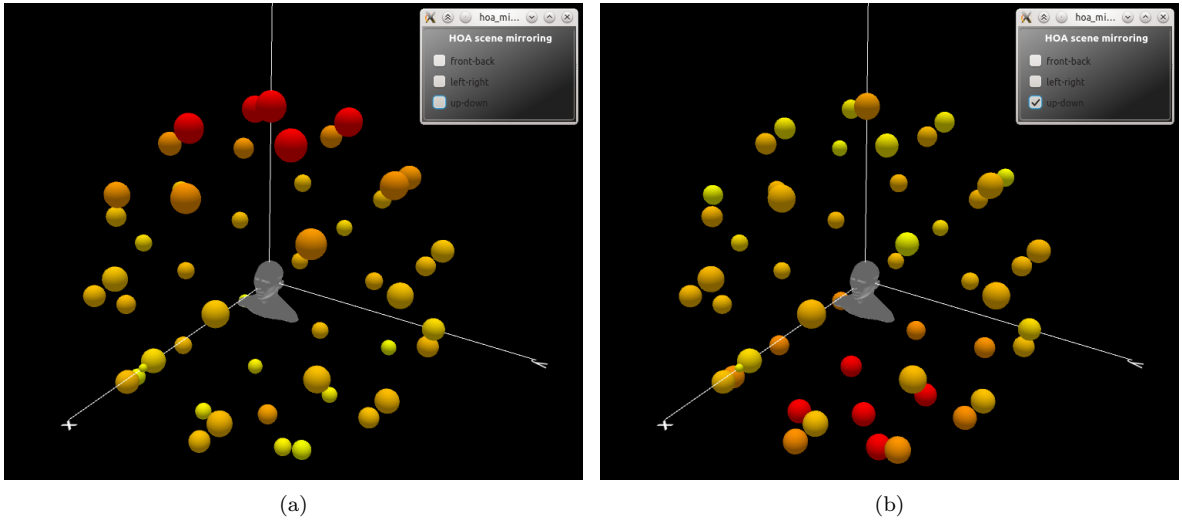 hoa_mi...
HOA scene mirroring
front-back
left-right
up-down
hoa_mi...
HOA scene mirroring
front-back
left-right
up-down
Y
X
Y
X
(a)
(b)